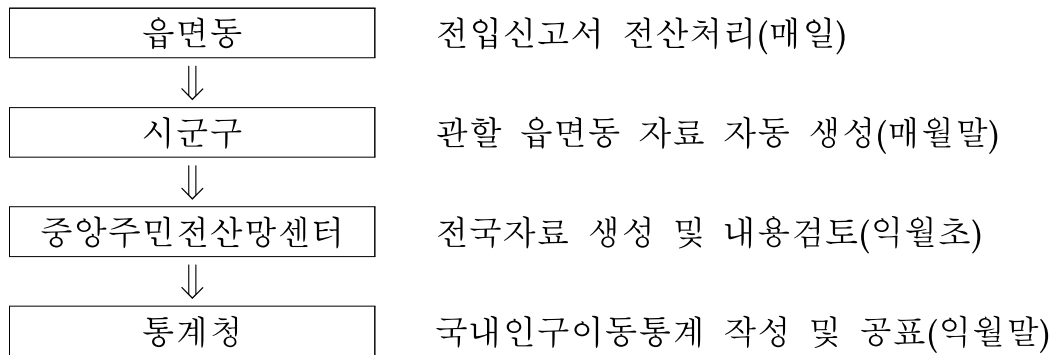 읍면동 전입신고서 전산처리(매일)
⇓
시군구 관할 읍면동 자료 자동 생성(매월말)
⇓
중앙주민전산망센터 전국자료 생성 및 내용검토(익월초)
⇓
통계청 국내인구이동통계 작성 및 공표(익월말)